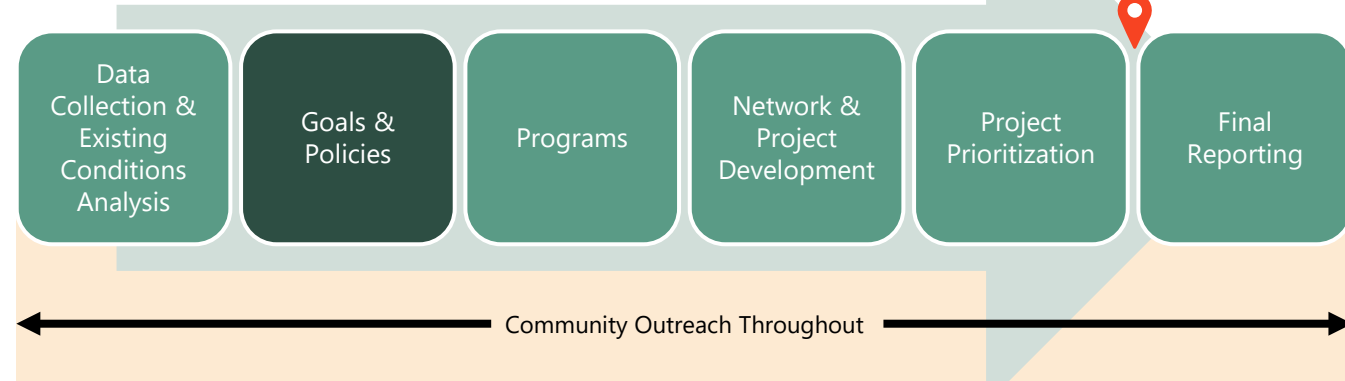 Data
Collection &
Existing
Conditions
Analysis
Goals &
Policies
Programs
Network &
Project
Development
Project
Prioritization
Final
Reporting
Community Outreach Throughout